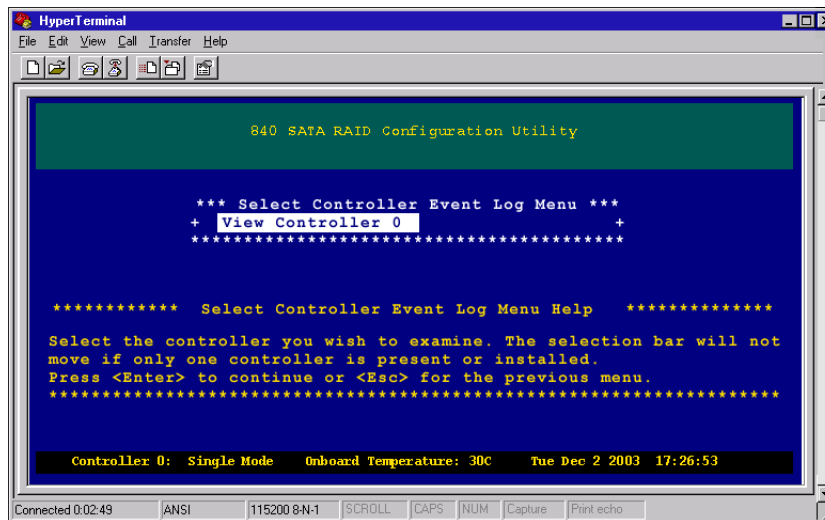 HyperTerminal
File Edit View Call Transfer Help
840 SATA RAID Configuration Utility
*** Select Controller Event Log Menu ***
+ View Controller 0 +
*****************************************
************ Select Controller Event Log Menu Help **************
Select the controller you wish to examine. The selection bar will not
move if only one controller is present or installed.
Press <Enter> to continue or <Esc> for the previous menu.
*************************************************************************
Controller 0: Single Mode Onboard Temperature: 30C Tue Dec 2 2003 17:26:53
Connected 0:02:49 ANSI 115200 8-N-1 SCROLL CAPS NUM Capture Print echo